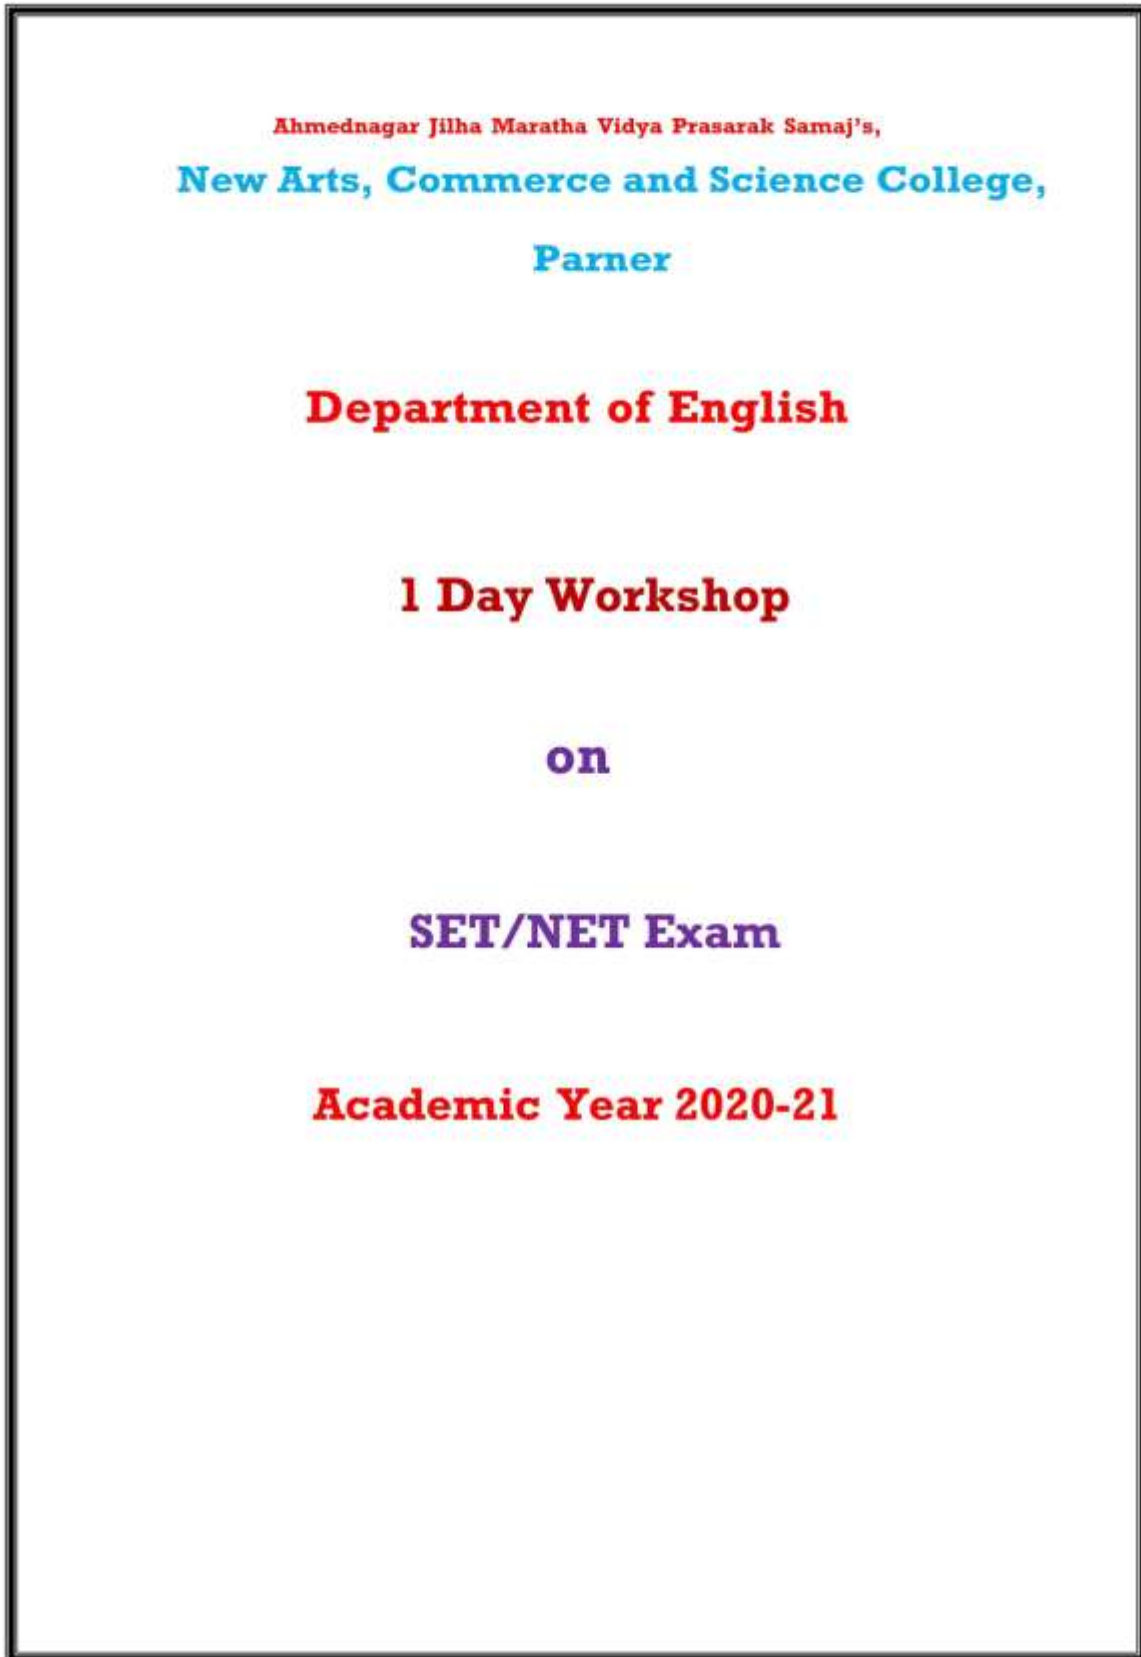 Ahmednagar Jilha Maratha Vidya Prasarak Samaj's,
New Arts, Commerce and Science College,
Parner
Department of English
1 Day Workshop
on
SET/NET Exam
Academic Year 2020-21